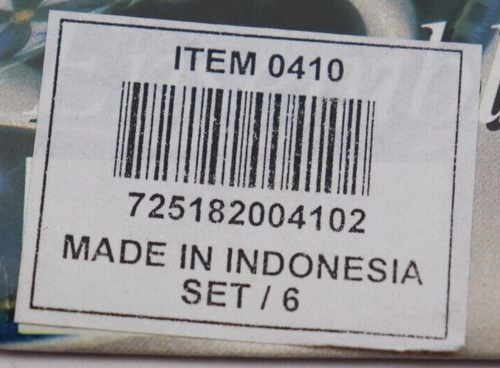 ITEM 0410
725182004102
MADE IN INDONESIA
SET / 6